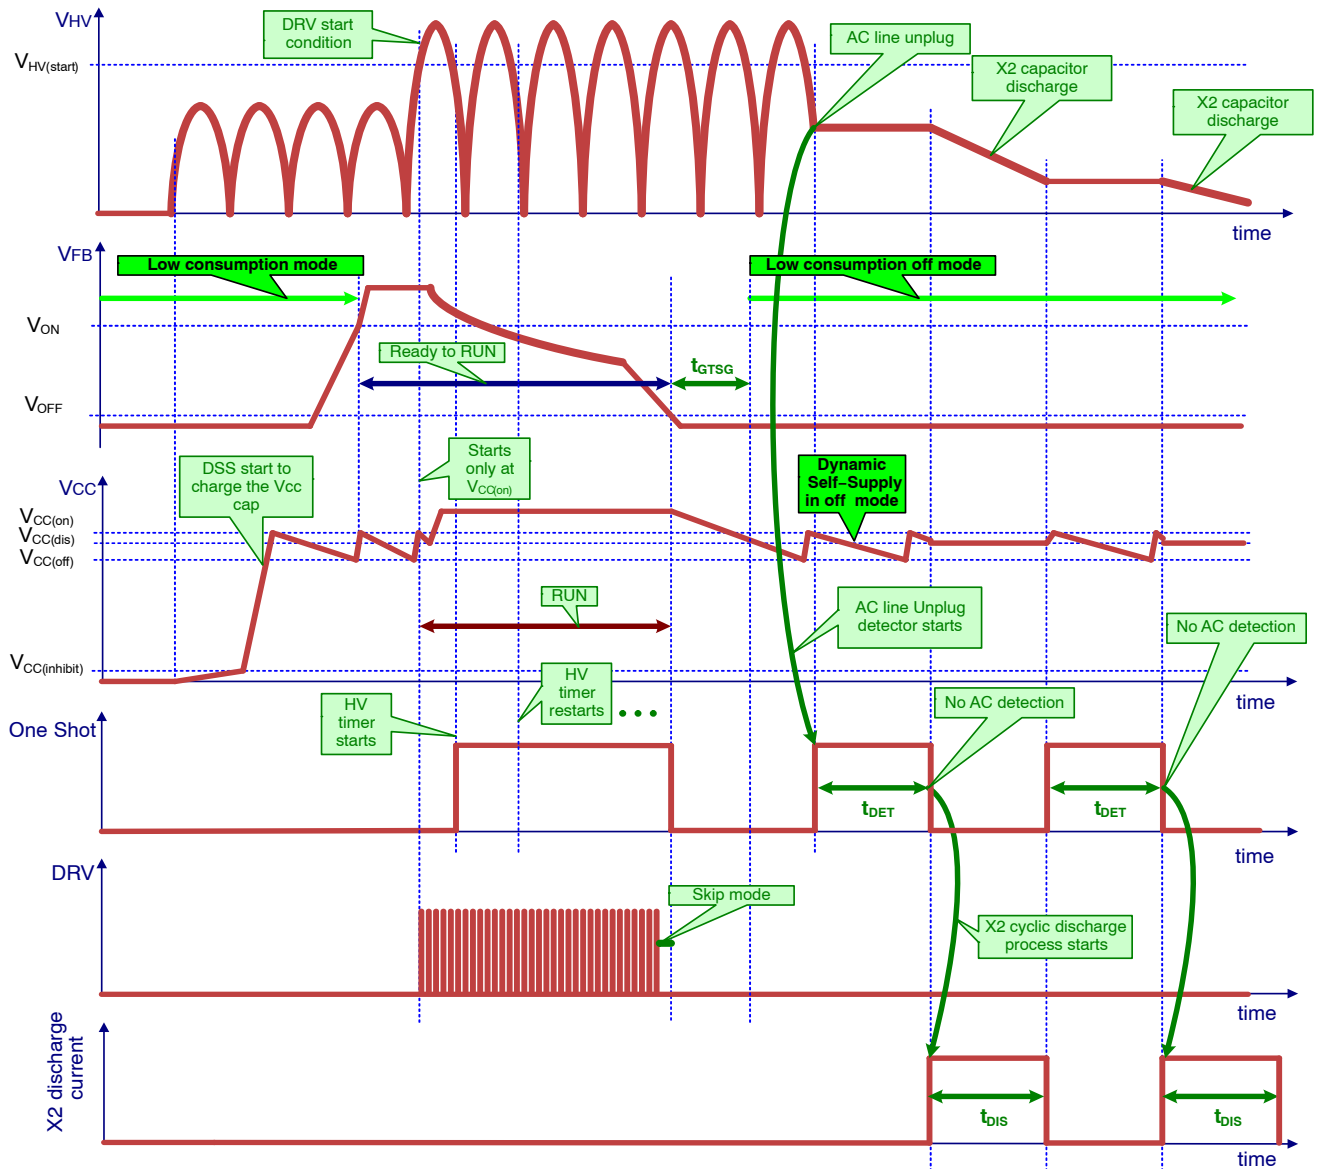 VHV
VHV(start)
DRV start
condition
AC line unplug
X2 capacitor
discharge
X2 capacitor
discharge
time
VFB
Low consumption mode
Low consumption off mode
VON
Ready to RUN
tGTSG
VOFF
Starts
only at
VCC(on)
DSS start to
charge the Vcc
cap
Dynamic
Self−Supply
in off mode
VCC
VCC(on)
VCC(dis)
VCC(off)
RUN
AC line Unplug
detector starts
No AC detection
VCC(inhibit)
time
HV
timer
restarts
HV
timer
starts
No AC detection
One Shot
tDET
tDET
time
DRV
Skip mode
X2 cyclic discharge
process starts
time
X2 discharge
current
tDIS
tDIS
time